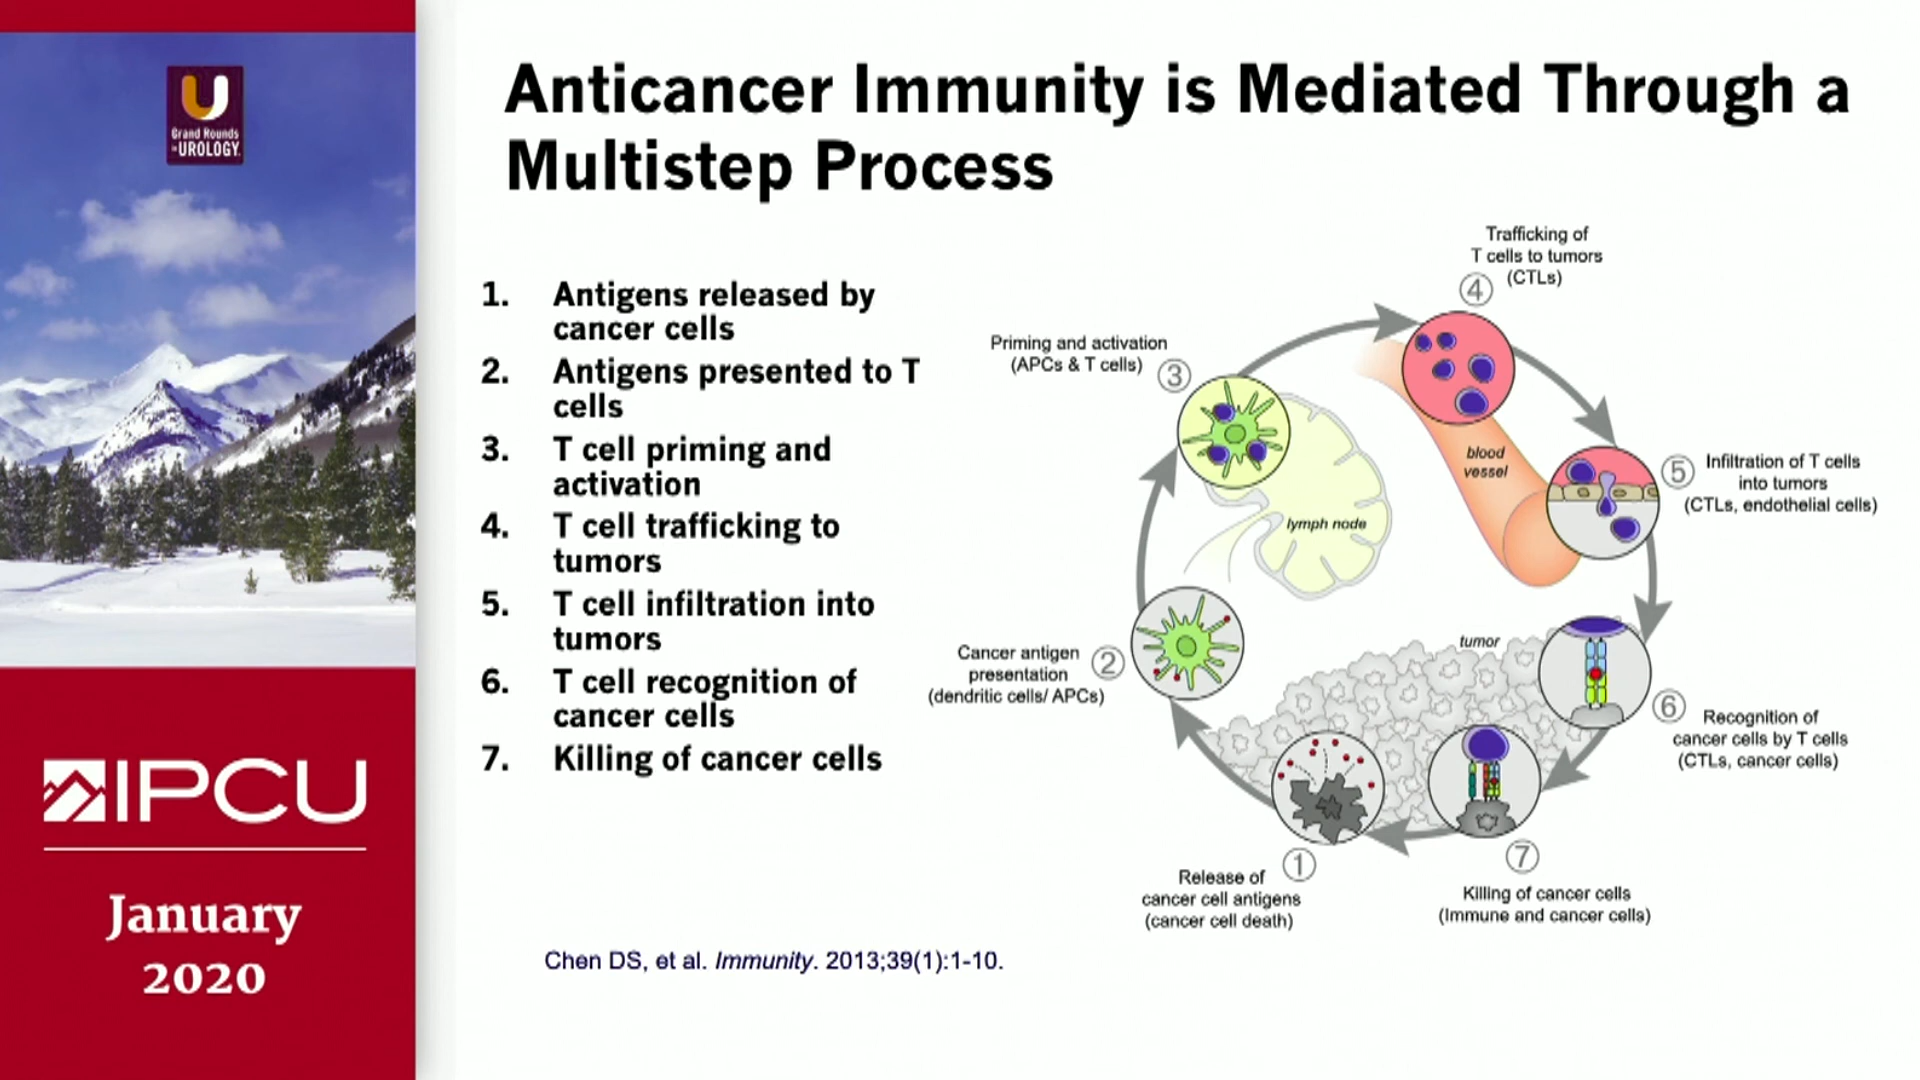 U
Grand Rounds
in UROLOGY
IPCU
January
2020
Anticancer Immunity is Mediated Through a
Multistep Process
1. Antigens released by
cancer cells
2. Antigens presented to T
cells
3. T cell priming and
activation
4. T cell trafficking to
tumors
5. T cell infiltration into
tumors
6. T cell recognition of
cancer cells
7. Killing of cancer cells
Trafficking of
T cells to tumors
(CTLs)
4
Priming and activation
(APCs & T cells)
3
blood
vessel
5
Infiltration of T cells
into tumors
(CTLs, endothelial cells)
lymph node
tumor
Cancer antigen
presentation
(dendritic cells/ APCs)
2
6
Recognition of
cancer cells by T cells
(CTLs, cancer cells)
1
Release of
cancer cell antigens
(cancer cell death)
7
Killing of cancer cells
(Immune and cancer cells)
Chen DS, et al. Immunity. 2013;39(1):1-10.